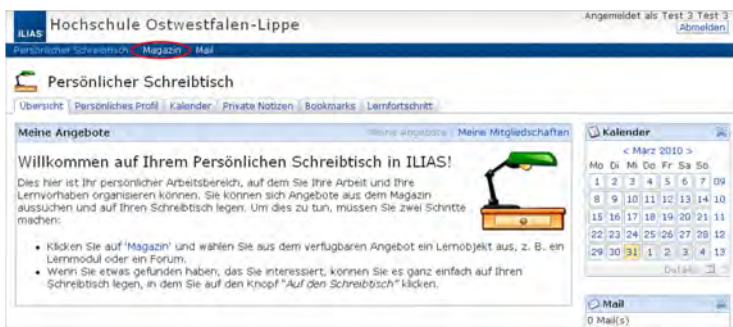 ILIAS
Hochschule Ostwestfalen-Lippe
Angemeldet als Test 3 Test 3
Abmelden
Persönlicher Schreibtisch Magazin Mail
Persönlicher Schreibtisch
Übersicht Persönliches Profil Kalender Private Notizen Bookmarks Lernfortschritt
Meine Angebote Meine Angebote Meine Mitgliedschaften
Willkommen auf Ihrem Persönlichen Schreibtisch in ILIAS!
Dies hier ist Ihr persönlicher Arbeitsbereich, auf dem Sie Ihre Arbeit und Ihre
Lernvorhaben organisieren können. Sie können sich Angebote aus dem Magazin
aussuchen und auf Ihren Schreibtisch legen. Um dies zu tun, müssen Sie zwei Schritte
machen:
• Klicken Sie auf 'Magazin' und wählen Sie aus dem verfügbaren Angebot ein Lernobjekt aus, z. B. ein
Lernmodul oder ein Forum.
• Wenn Sie etwas gefunden haben, das Sie interessiert, können Sie es ganz einfach auf Ihren
Schreibtisch legen, in dem Sie auf den Knopf "Auf den Schreibtisch" klicken.
Kalender
< März 2010 >
Mo Di Mi Do Fr Sa So
1 2 3 4 5 6 7 09
8 9 10 11 12 13 14 10
15 16 17 18 19 20 21 11
22 23 24 25 26 27 28 12
29 30 31 1 2 3 4 13
Details
Mail
0 Mail(s)